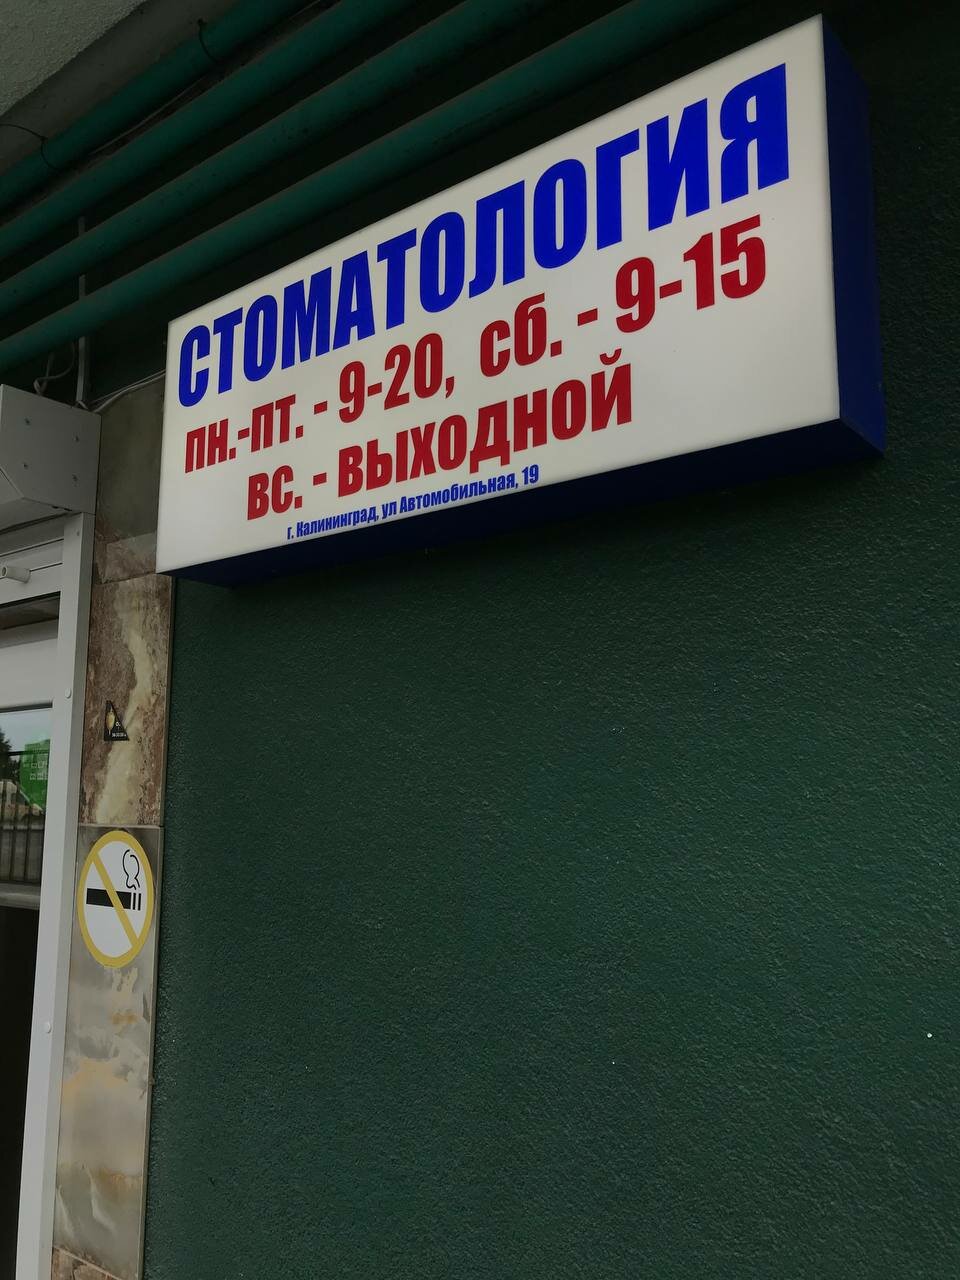 СТОМАТОЛОГИЯ
пн.-пт. - 9-20, сб. - 9-15
вс. - выходной
г. Калининград, ул Автомобильная, 19